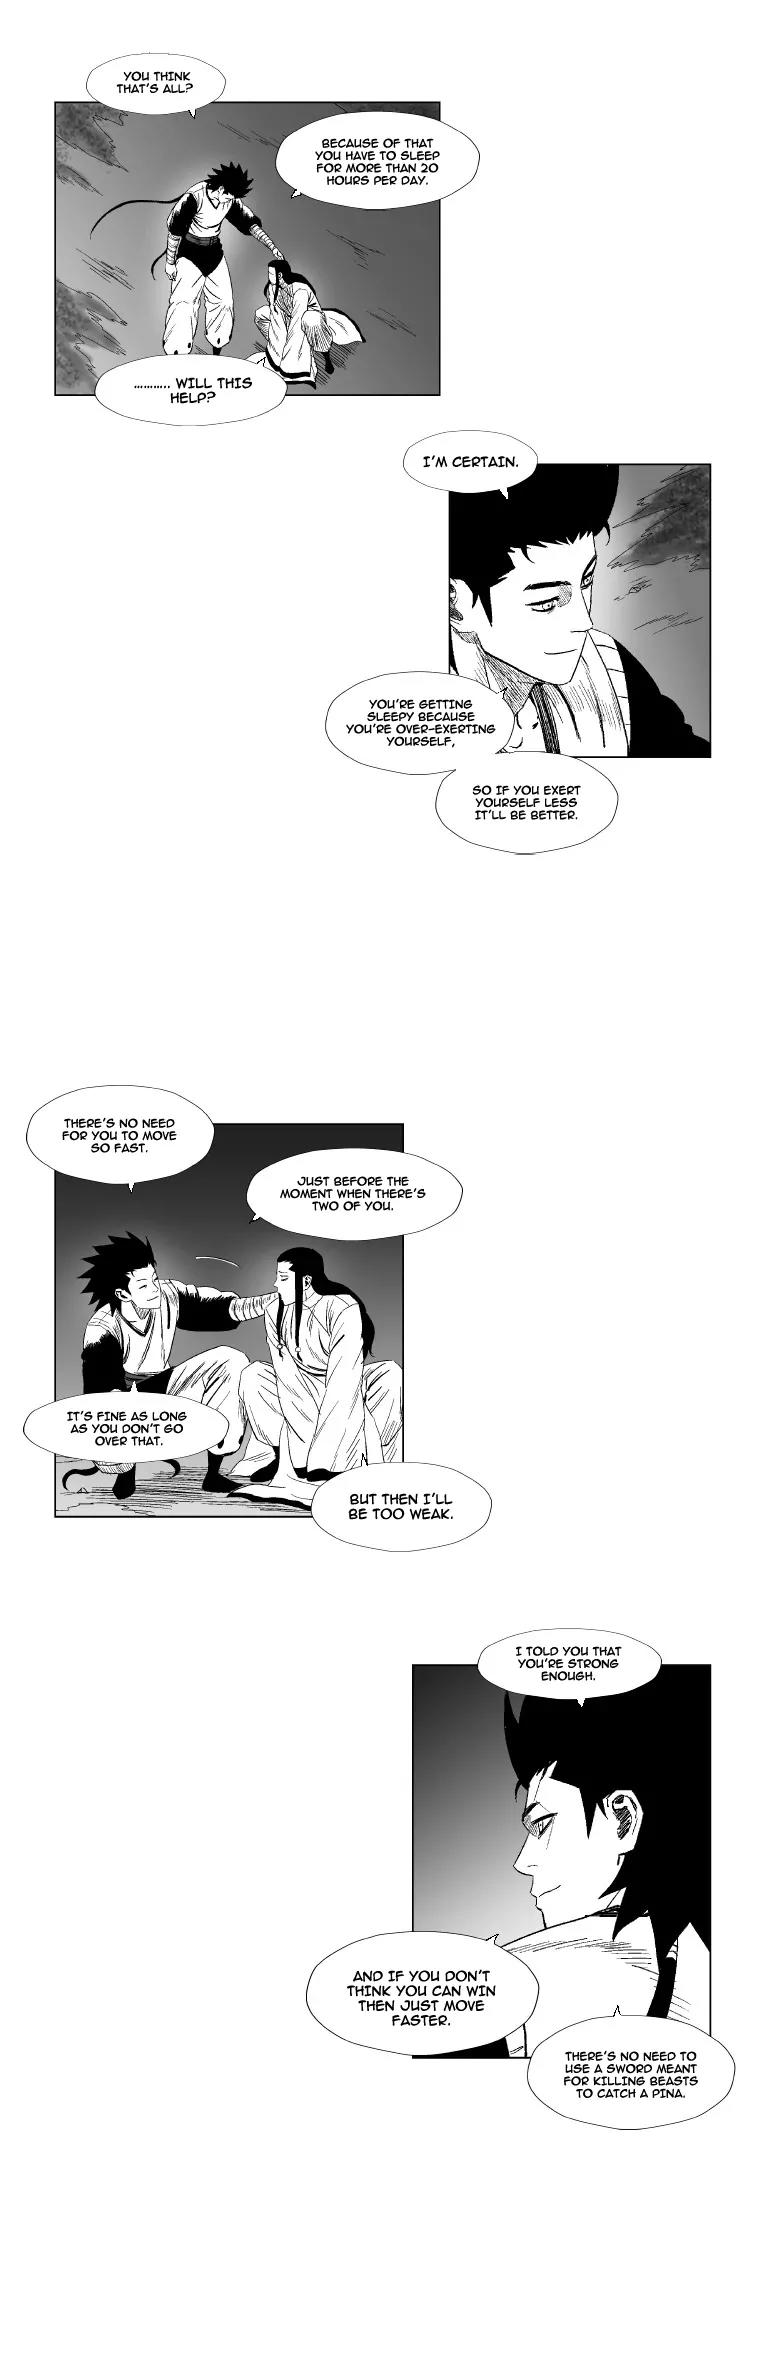 YOU THINK
THAT'S ALL?
BECAUSE OF THAT
YOU HAVE TO SLEEP
FOR MORE THAN 20
HOURS PER DAY.
........... WILL THIS
HELP?
I'M CERTAIN.
YOU'RE GETTING
SLEEPY BECAUSE
YOU'RE OVER-EXERTING
YOURSELF,
SO IF YOU EXERT
YOURSELF LESS
IT'LL BE BETTER.
THERE'S NO NEED
FOR YOU TO MOVE
SO FAST.
JUST BEFORE THE
MOMENT WHEN THERE'S
TWO OF YOU.
IT'S FINE AS LONG
AS YOU DON'T GO
OVER THAT.
BUT THEN I'LL
BE TOO WEAK.
I TOLD YOU THAT
YOU'RE STRONG
ENOUGH.
AND IF YOU DON'T
THINK YOU CAN WIN
THEN JUST MOVE
FASTER.
THERE'S NO NEED TO
USE A SWORD MEANT
FOR KILLING BEASTS
TO CATCH A PINA.